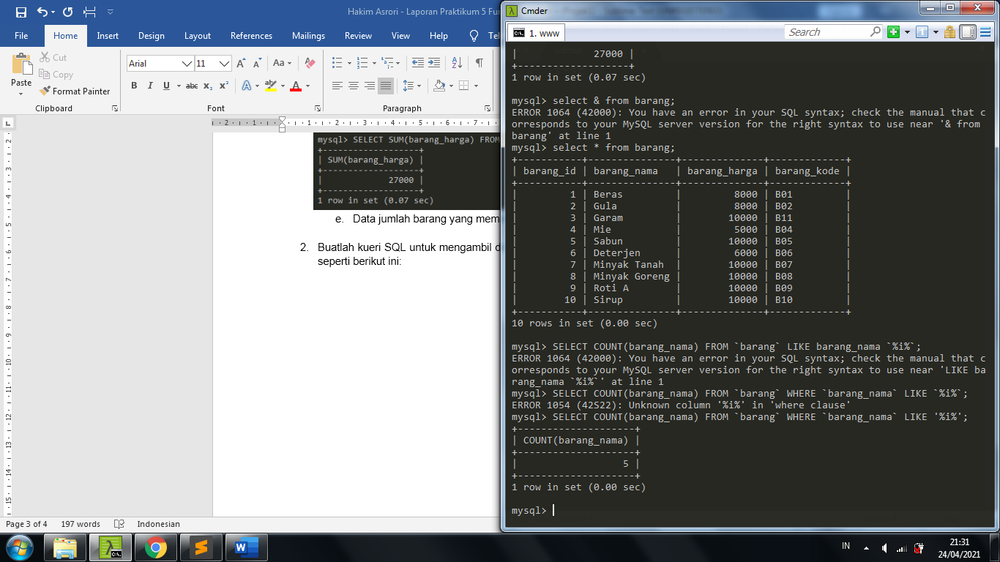 Hakim Asrori - Laporan Praktikum 5 Fun
File Home Insert Design Layout References Mailings Review View Help Tel
Cut
Copy
Paste Format Painter
Arial 11
B I U abc x₂ x² A A
Clipboard Font Paragraph
mysql> SELECT SUM(barang_harga) FROM
+-----------------+
| SUM(barang_harga) |
+-----------------+
| 27000 |
+-----------------+
1 row in set (0.07 sec)
e. Data jumlah barang yang mem
2. Buatlah kueri SQL untuk mengambil d
seperti berikut ini:
Page 3 of 4 197 words Indonesian
Cmder
1. www Search
| 27000 |
+-------------------+
1 row in set (0.07 sec)
mysql> select & from barang;
ERROR 1064 (42000): You have an error in your SQL syntax; check the manual that c
orresponds to your MySQL server version for the right syntax to use near '& from
barang' at line 1
mysql> select * from barang;
+-----------+---------------+--------------+-------------+
| barang_id | barang_nama | barang_harga | barang_kode |
+-----------+---------------+--------------+-------------+
| 1 | Beras | 8000 | B01 |
| 2 | Gula | 8000 | B02 |
| 3 | Garam | 10000 | B11 |
| 4 | Mie | 5000 | B04 |
| 5 | Sabun | 10000 | B05 |
| 6 | Deterjen | 6000 | B06 |
| 7 | Minyak Tanah | 10000 | B07 |
| 8 | Minyak Goreng | 10000 | B08 |
| 9 | Roti A | 10000 | B09 |
| 10 | Sirup | 10000 | B10 |
+-----------+---------------+--------------+-------------+
10 rows in set (0.00 sec)
mysql> SELECT COUNT(barang_nama) FROM `barang` LIKE barang_nama `%i%`;
ERROR 1064 (42000): You have an error in your SQL syntax; check the manual that c
orresponds to your MySQL server version for the right syntax to use near 'LIKE ba
rang_nama `%i%`' at line 1
mysql> SELECT COUNT(barang_nama) FROM `barang` WHERE `barang_nama` LIKE `%i%`;
ERROR 1054 (42S22): Unknown column '%i%' in 'where clause'
mysql> SELECT COUNT(barang_nama) FROM `barang` WHERE `barang_nama` LIKE '%i%';
+--------------------+
| COUNT(barang_nama) |
+--------------------+
| 5 |
+--------------------+
1 row in set (0.00 sec)
mysql>
IN 21:31
24/04/2021